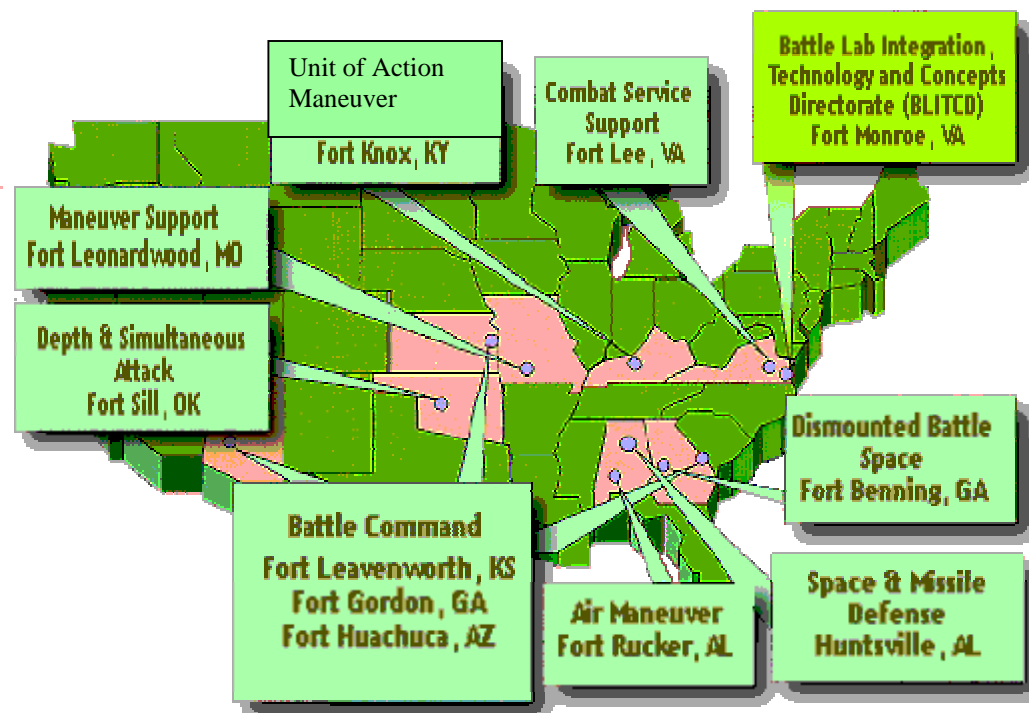 Unit of Action
Maneuver
Fort Knox, KY
Combat Service
Support
Fort Lee, VA
Battle Lab Integration,
Technology and Concepts
Directorate (BLITCD)
Fort Monroe, VA
Maneuver Support
Fort Leonardwood, MO
Depth & Simultaneous
Attack
Fort Sill, OK
Dismounted Battle
Space
Fort Benning, GA
Battle Command
Fort Leavenworth, KS
Fort Gordon, GA
Fort Huachuca, AZ
Air Maneuver
Fort Rucker, AL
Space & Missile
Defense
Huntsville, AL